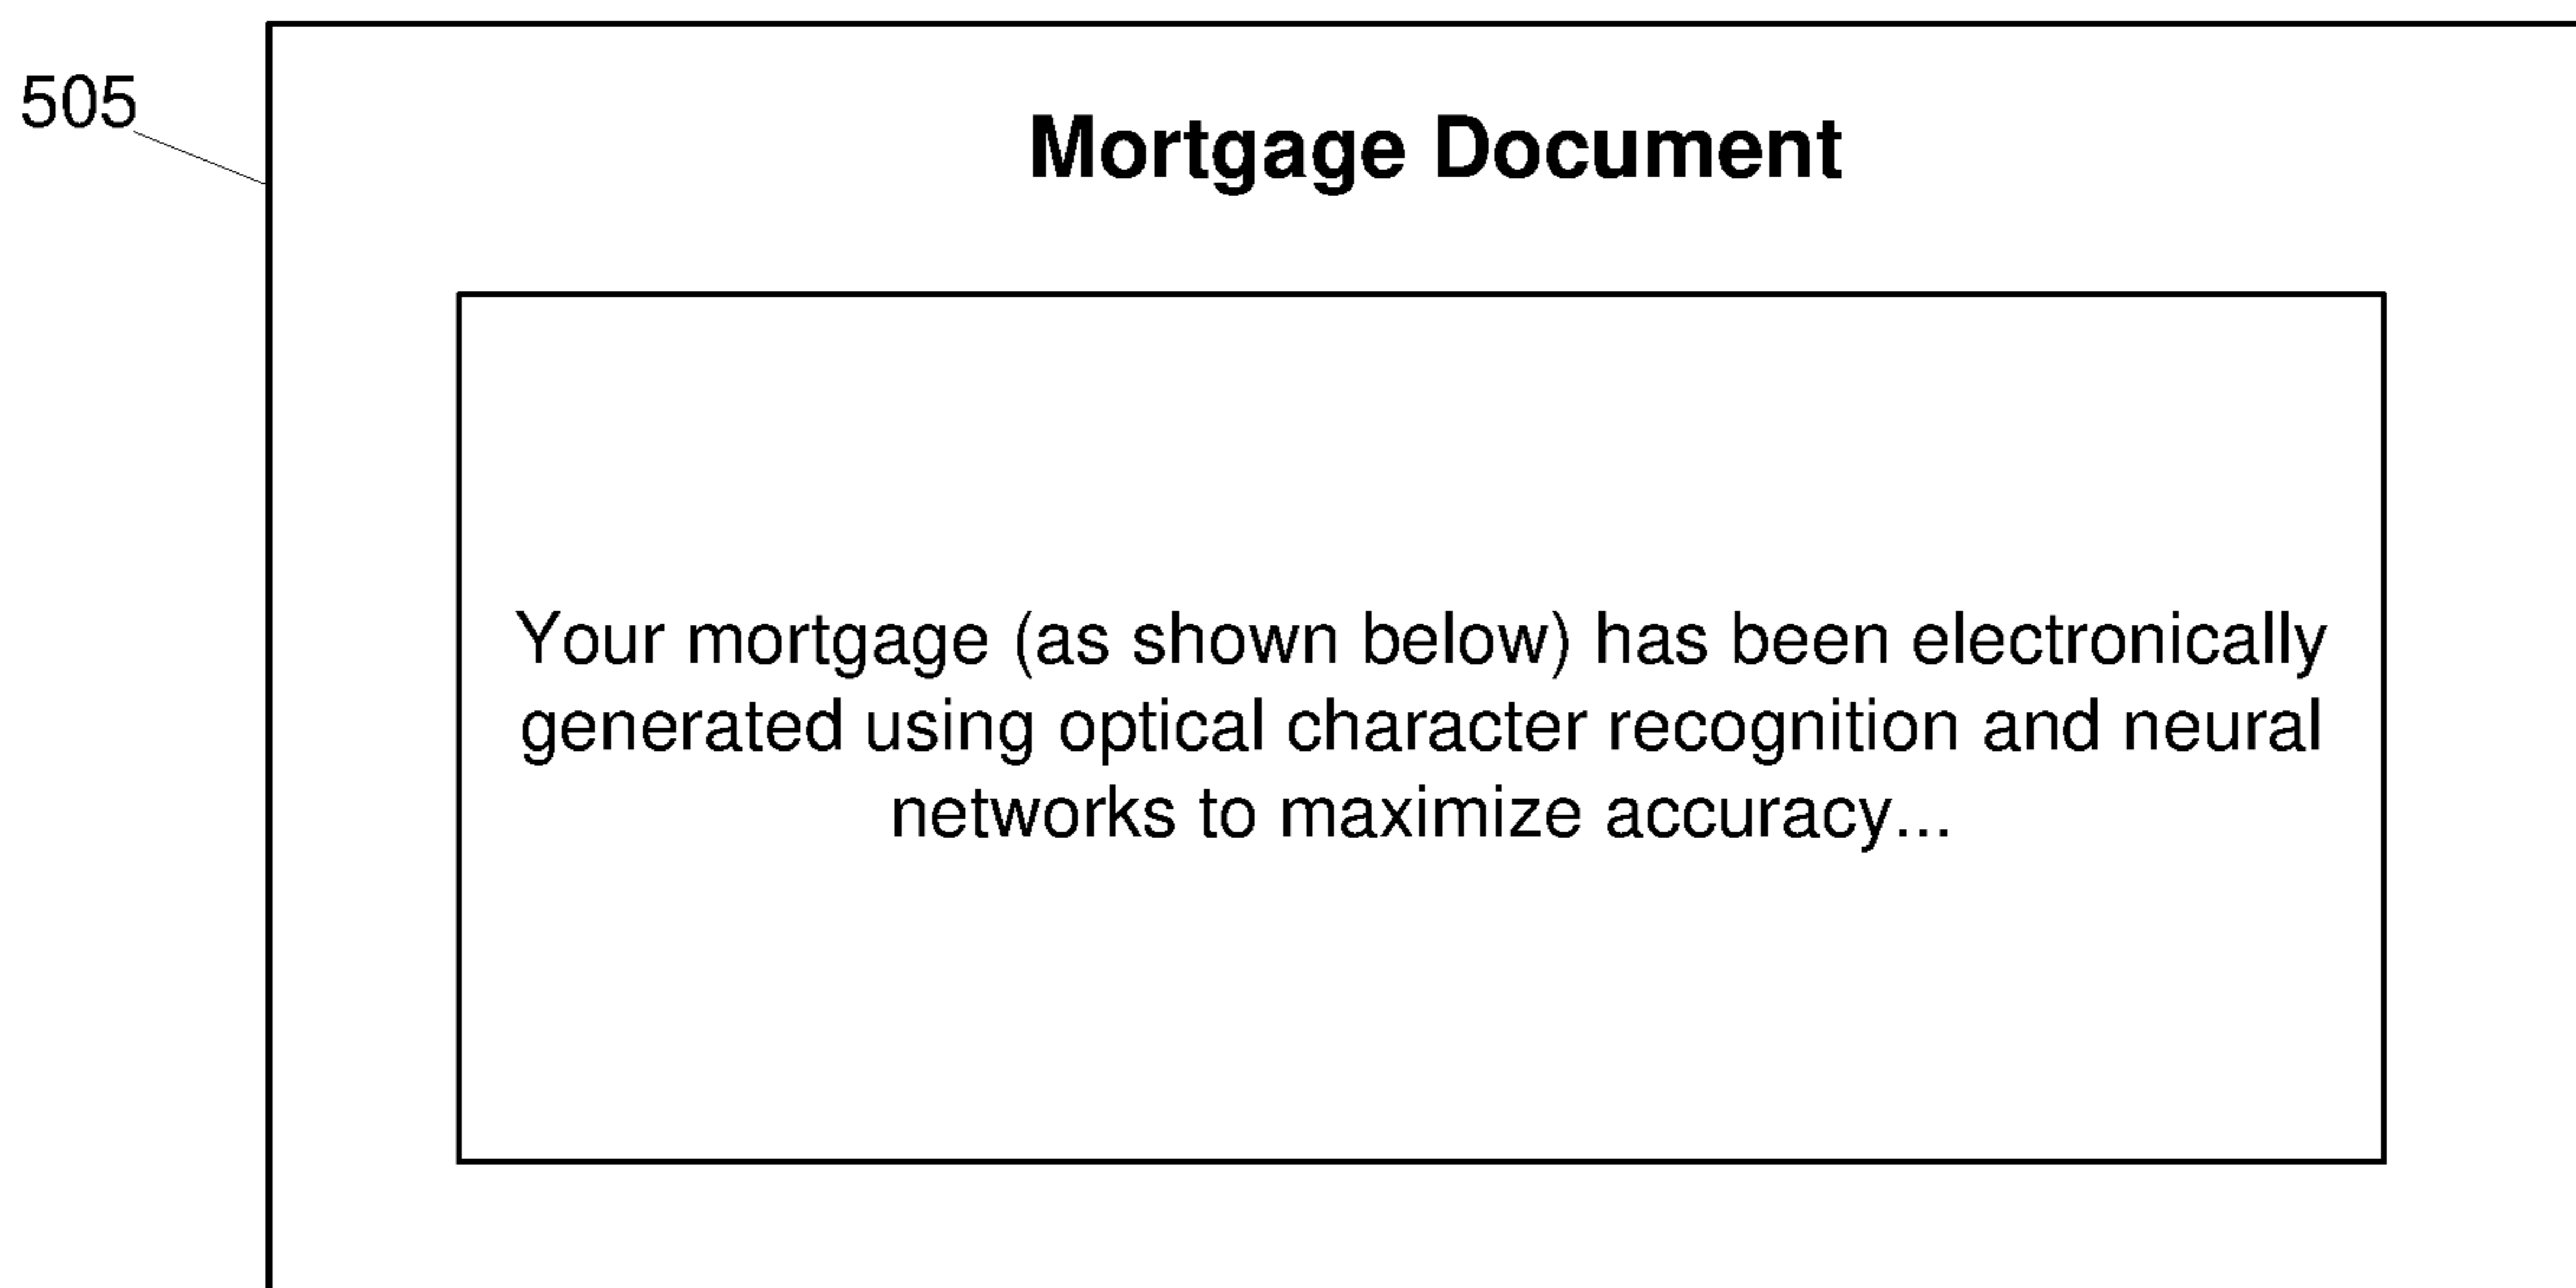 505
Mortgage Document
Your mortgage (as shown below) has been electronically
generated using optical character recognition and neural
networks to maximize accuracy...